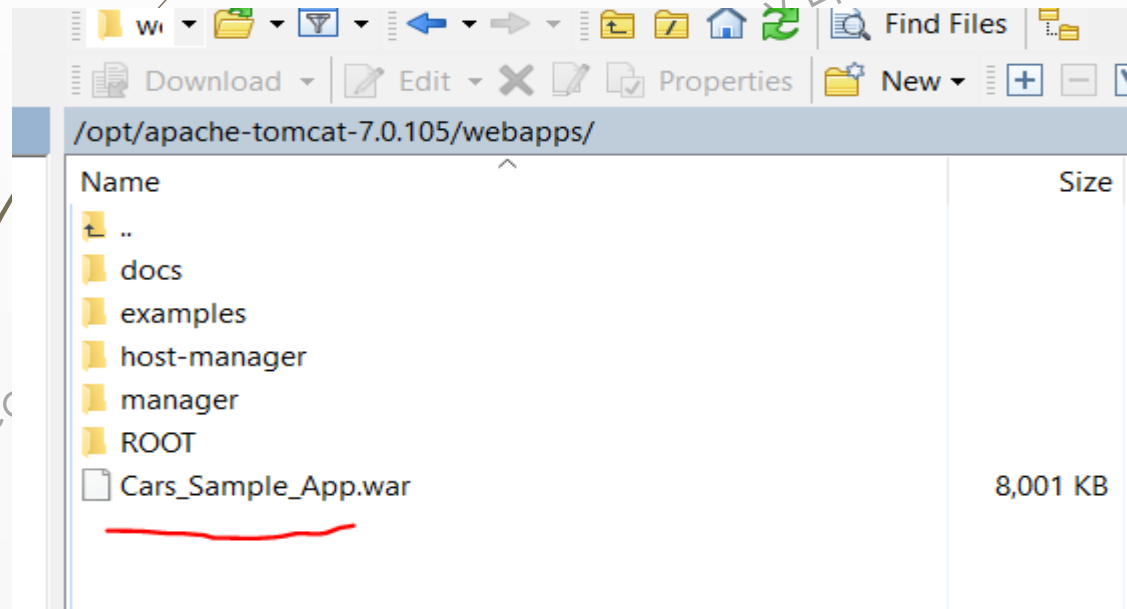 Find Files
Download Edit Properties New
/opt/apache-tomcat-7.0.105/webapps/
Name Size
..
docs
examples
host-manager
manager
ROOT
Cars_Sample_App.war 8,001 KB